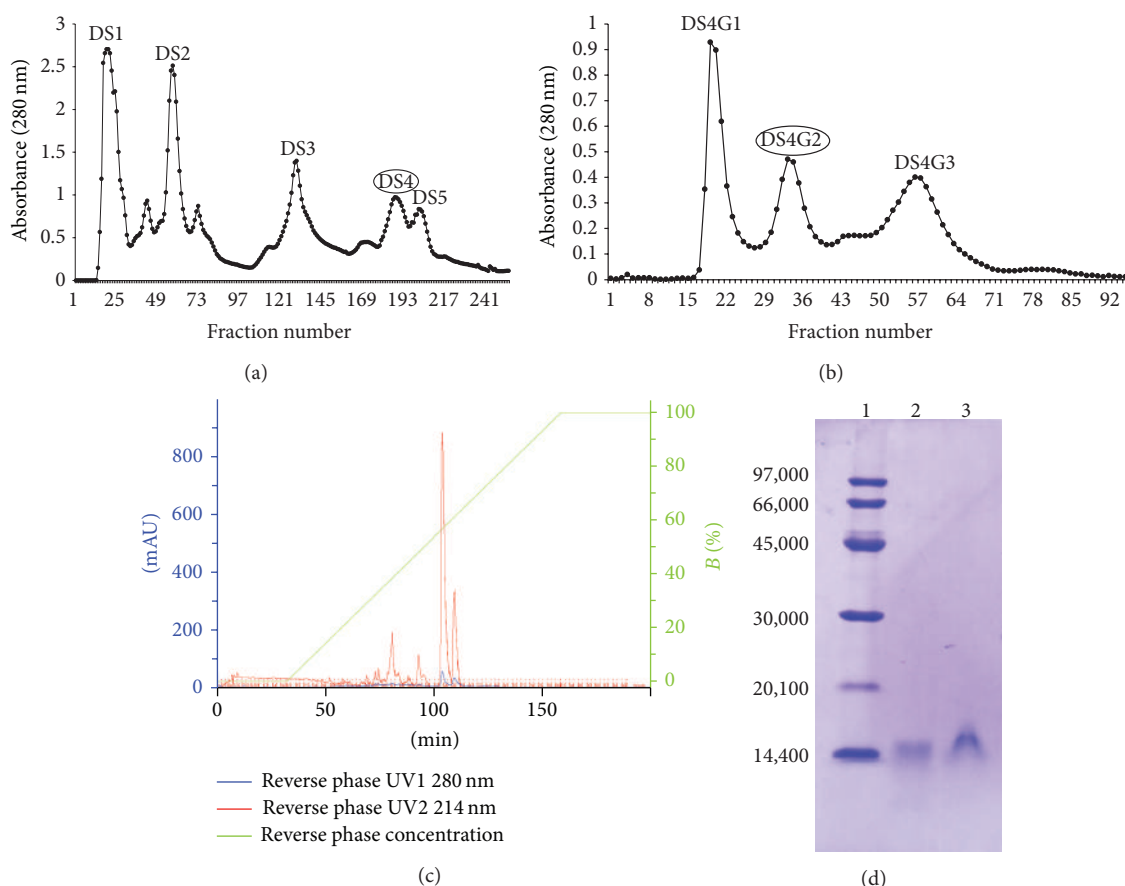 DS1
DS2
DS3
DS4
DS5
3
2.5
2
1.5
1
0.5
0
Absorbance (280 nm)
1 25 49 73 97 121 145 169 193 217 241
Fraction number
(a)
DS4G1
DS4G2
DS4G3
1
0.9
0.8
0.7
0.6
0.5
0.4
0.3
0.2
0.1
0
Absorbance (280 nm)
1 8 15 22 29 36 43 50 57 64 71 78 85 92
Fraction number
(b)
800
600
400
200
0
(mAU)
100
80
60
40
20
0
B (%)
0 50 100 150
(min)
Reverse phase UV1 280 nm
Reverse phase UV2 214 nm
Reverse phase concentration
(c)
1 2 3
97,000
66,000
45,000
30,000
20,100
14,400
(d)